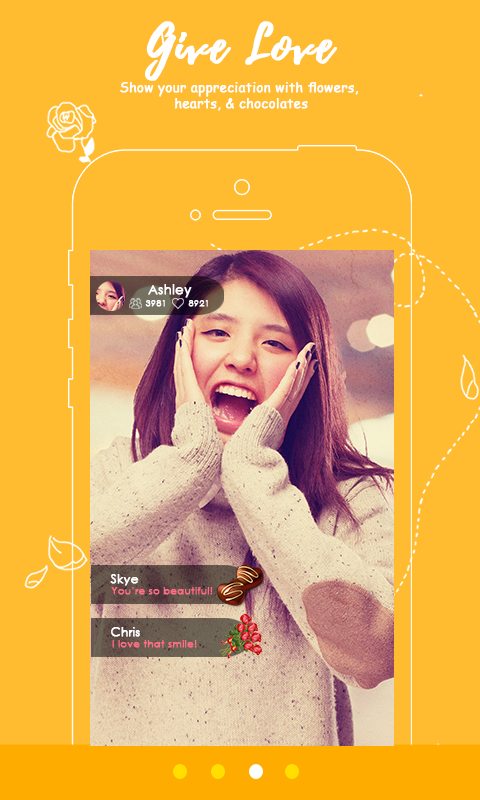 Give Love
Show your appreciation with flowers,
hearts, & chocolates
Ashley
3981 8921
Skye
You're so beautiful!
Chris
I love that smile!